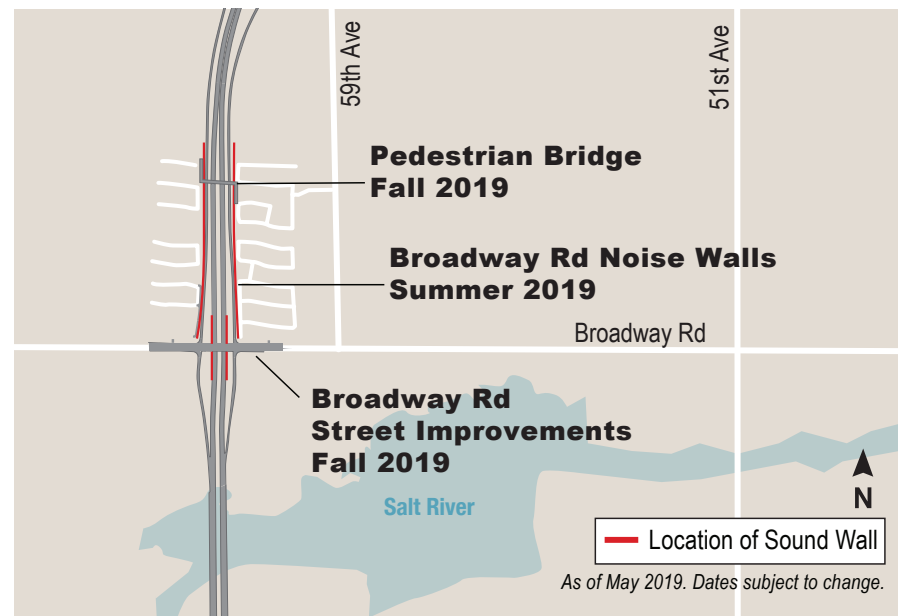 59th Ave
51st Ave
Pedestrian Bridge
Fall 2019
Broadway Rd Noise Walls
Summer 2019
Broadway Rd
Broadway Rd
Street Improvements
Fall 2019
Salt River
N
Location of Sound Wall
As of May 2019. Dates subject to change.